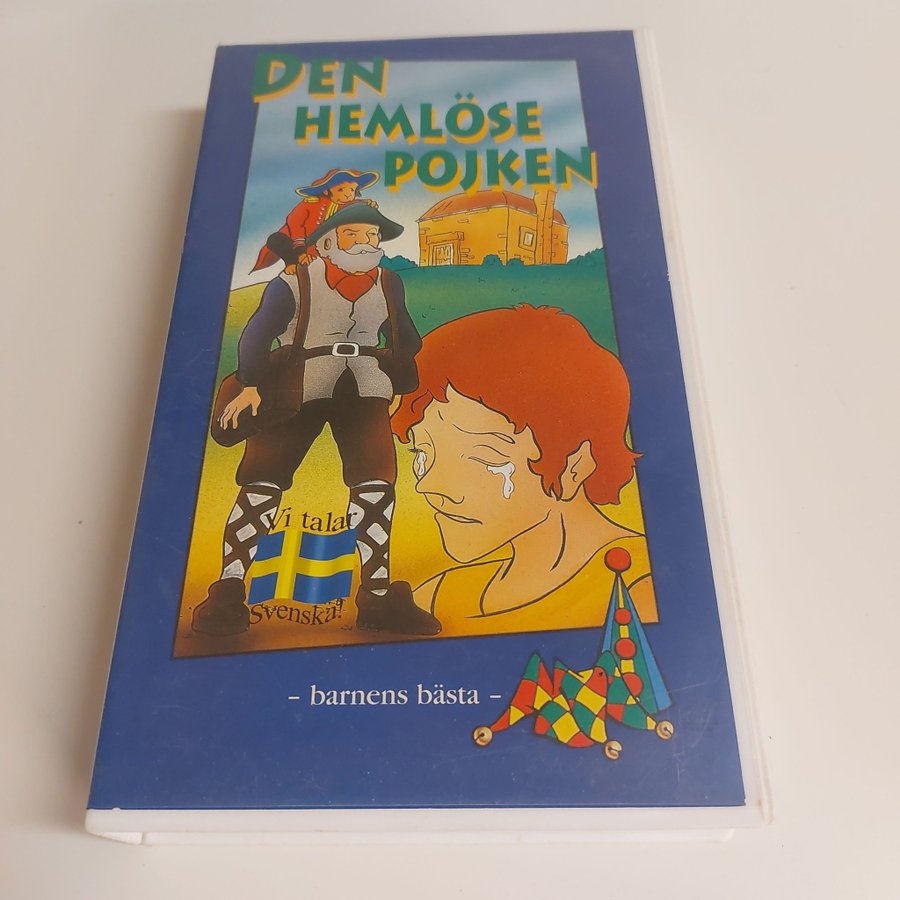 DEN
HEMLÖSE
POJKEN
Vi talar
Svenska!
– barnens bästa –